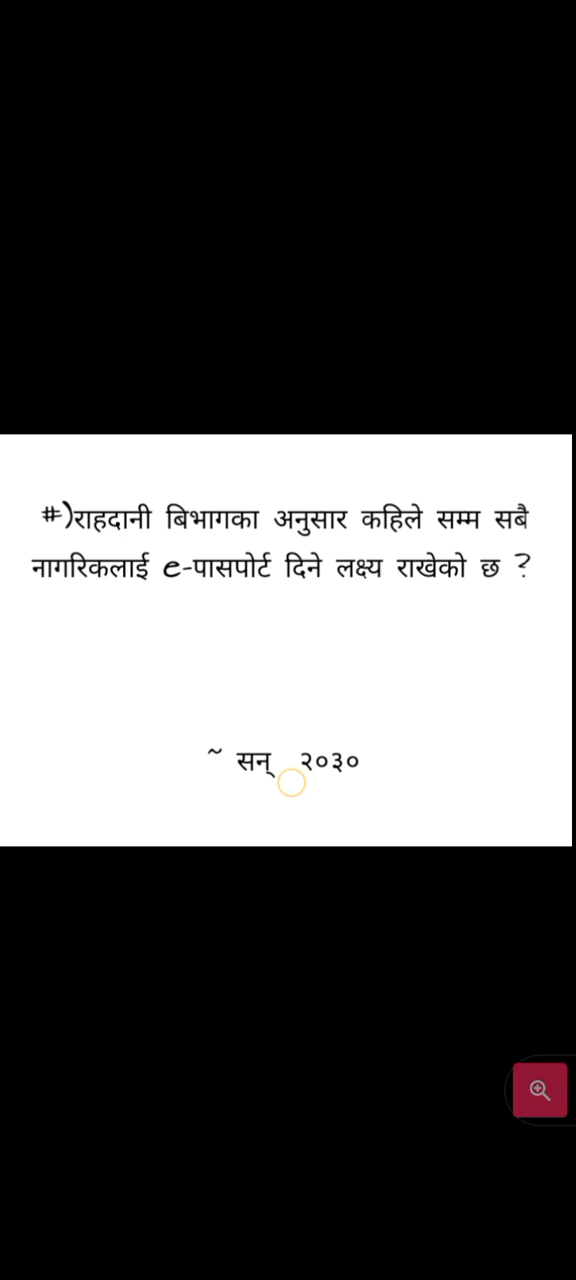 #)राहदानी बिभागका अनुसार कहिले सम्म सबै
नागरिकलाई e-पासपोर्ट दिने लक्ष्य राखेको छ ?
~ सन् २०३०